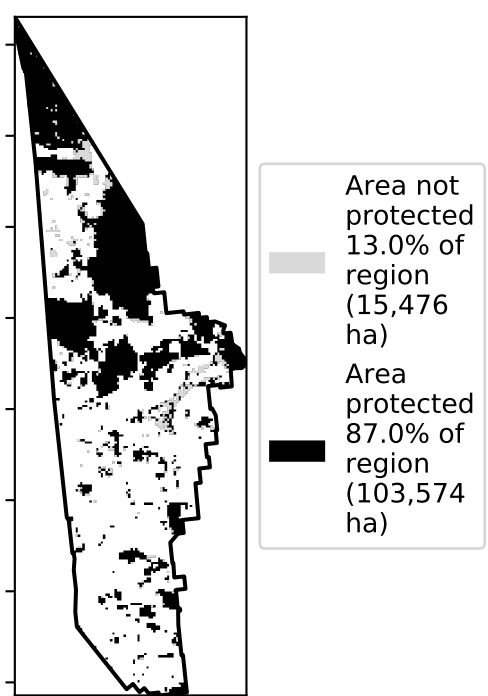 Area not
protected
13.0% of
region
(15,476
ha)
Area
protected
87.0% of
region
(103,574
ha)